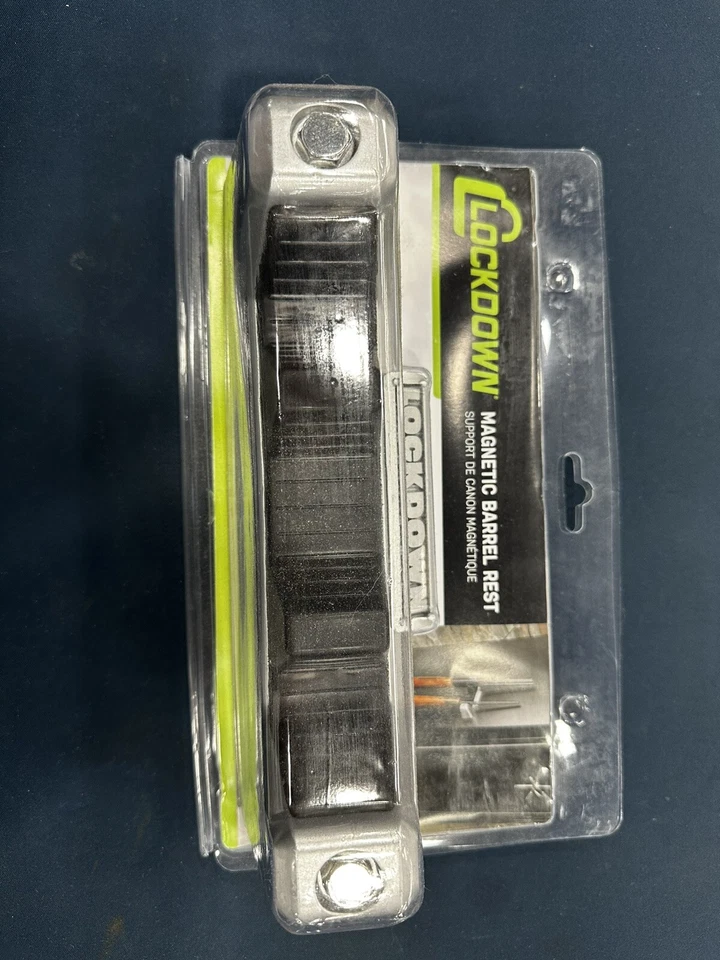 LOCKDOWN
MAGNETIC BARREL REST
SUPPORT DE CANON MAGNÉTIQUE
LOCKDOWN